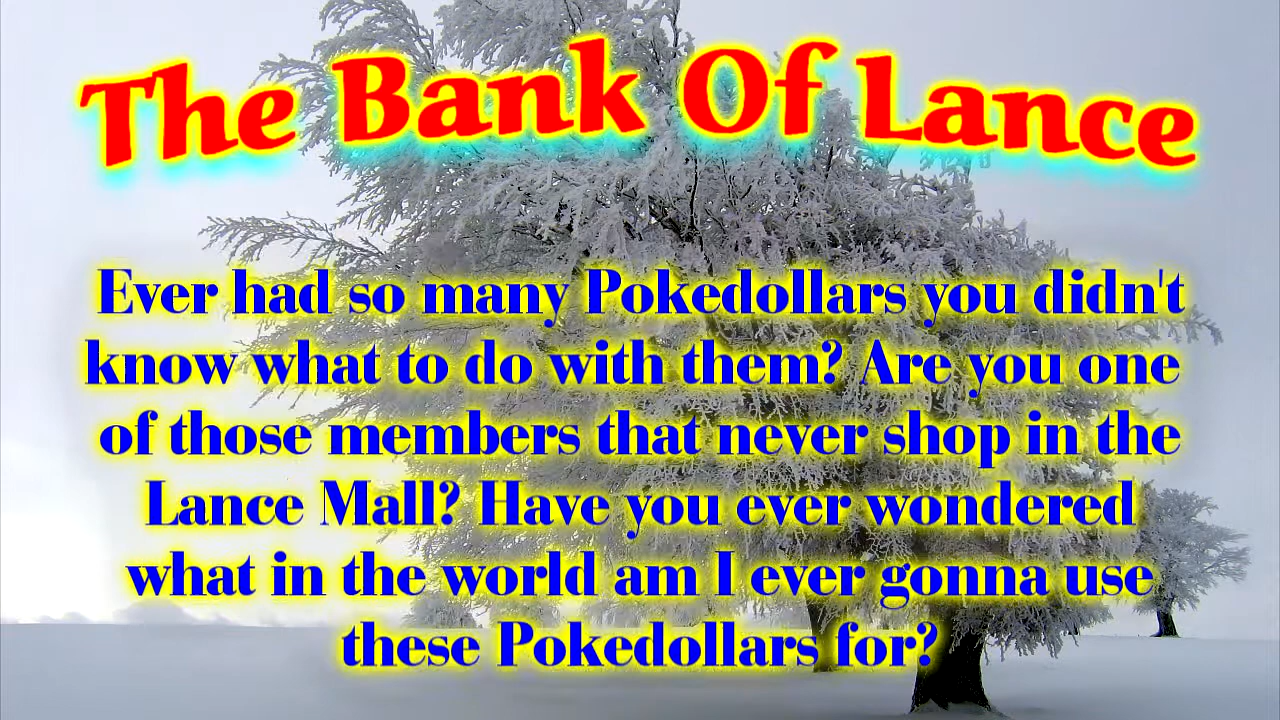 The Bank Of Lance
Ever had so many Pokedollars you didn't
know what to do with them? Are you one
of those members that never shop in the
Lance Mall? Have you ever wondered
what in the world am I ever gonna use
these Pokedollars for?